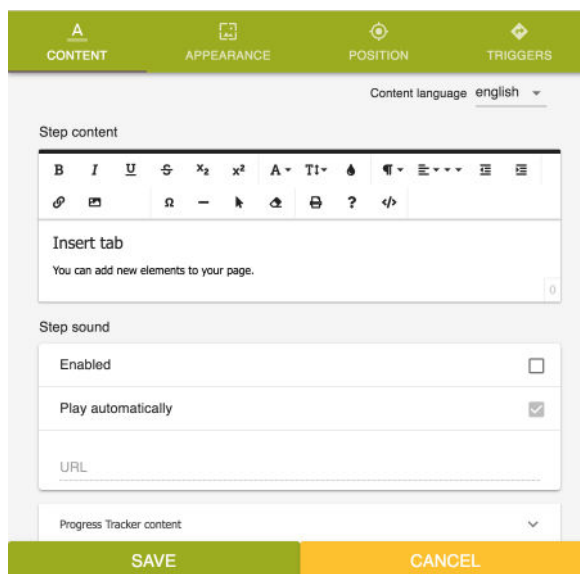 CONTENT APPEARANCE POSITION TRIGGERS
Content language english
Step content
B I U S x₂ x² A T
Ω ? </>
Insert tab
You can add new elements to your page.
0
Step sound
Enabled
Play automatically
URL
Progress Tracker content
SAVE CANCEL